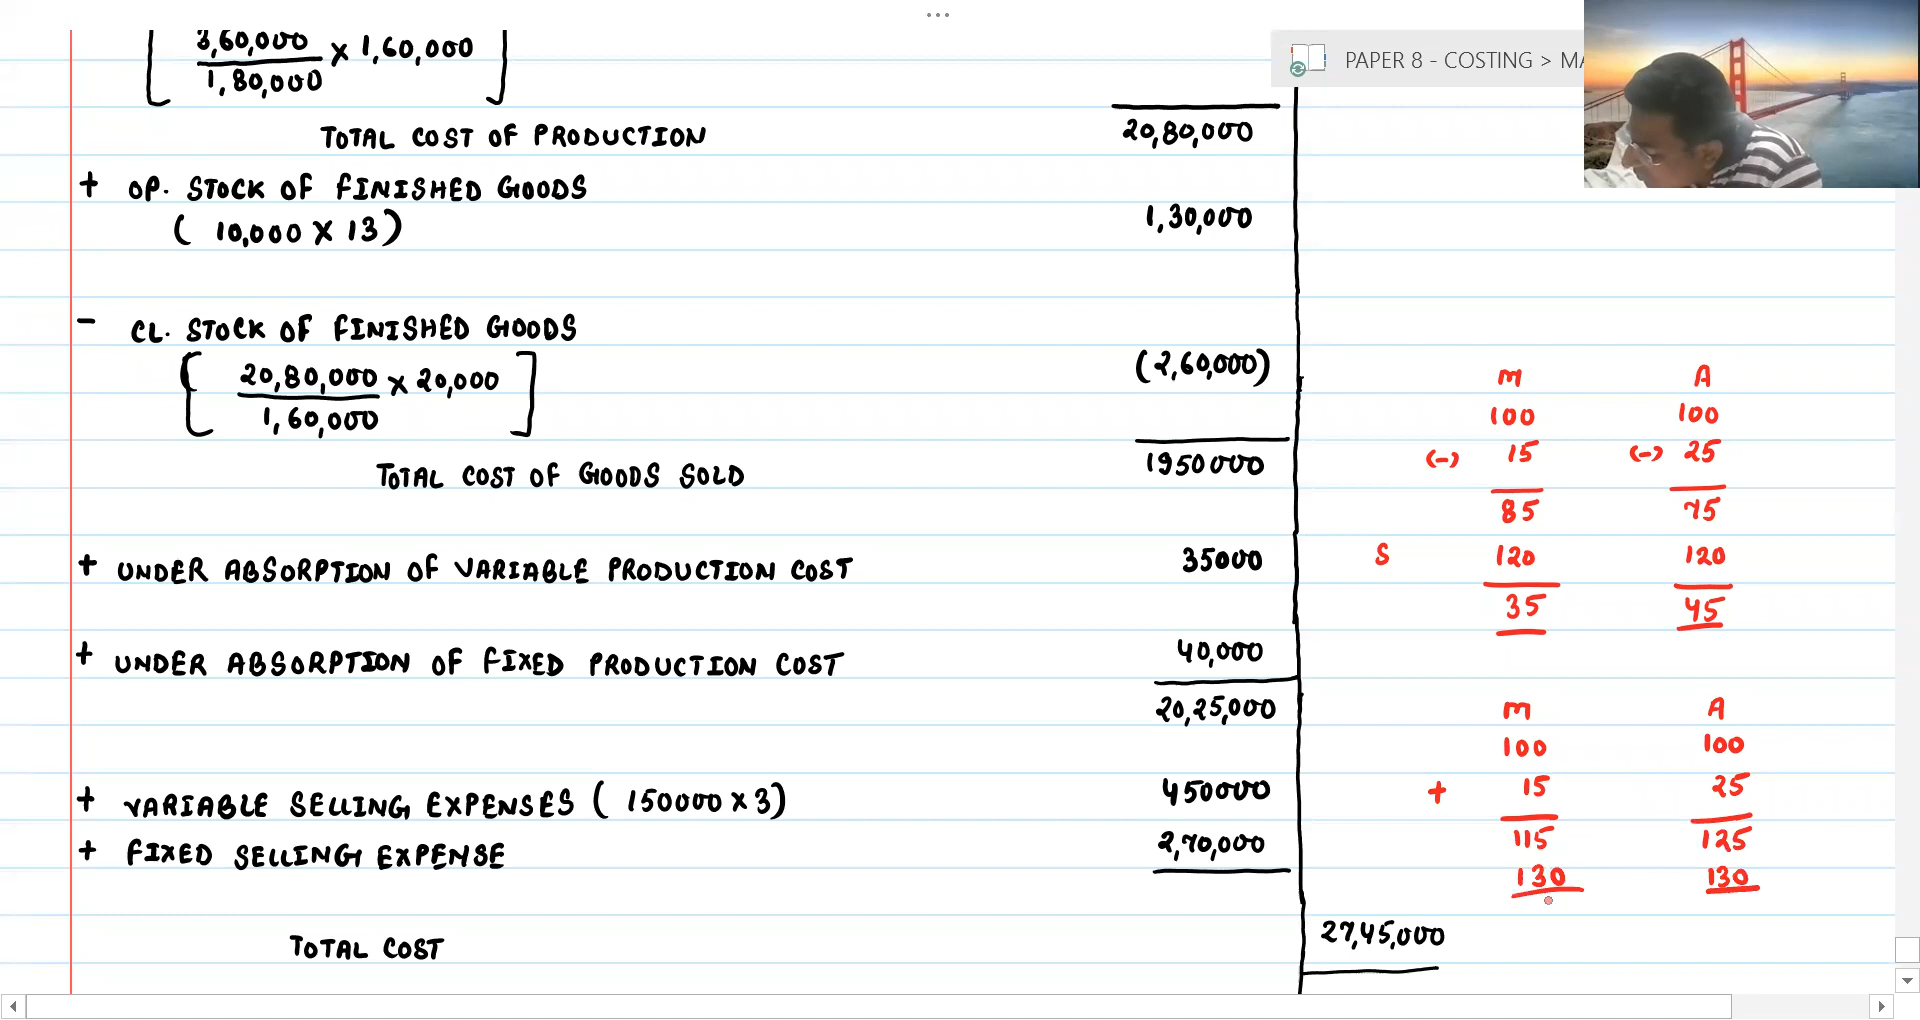 ...
PAPER 8 - COSTING > MA
3,60,000 × 1,60,000
1,80,000
TOTAL COST OF PRODUCTION 20,80,000
+ OP. STOCK OF FINISHED GOODS
(10,000 × 13) 1,30,000
- CL. STOCK OF FINISHED GOODS
20,80,000 × 20,000 (2,60,000)
1,60,000
TOTAL COST OF GOODS SOLD 1950000
+ UNDER ABSORPTION OF VARIABLE PRODUCTION COST 35000
+ UNDER ABSORPTION OF FIXED PRODUCTION COST 40,000
20,25,000
+ VARIABLE SELLING EXPENSES (150000 × 3) 450000
+ FIXED SELLING EXPENSE 2,70,000
TOTAL COST 27,45,000
M A
100 100
(-) 15 (-) 25
85 75
S 120 120
35 45
M A
100 100
+ 15 25
115 125
130 130